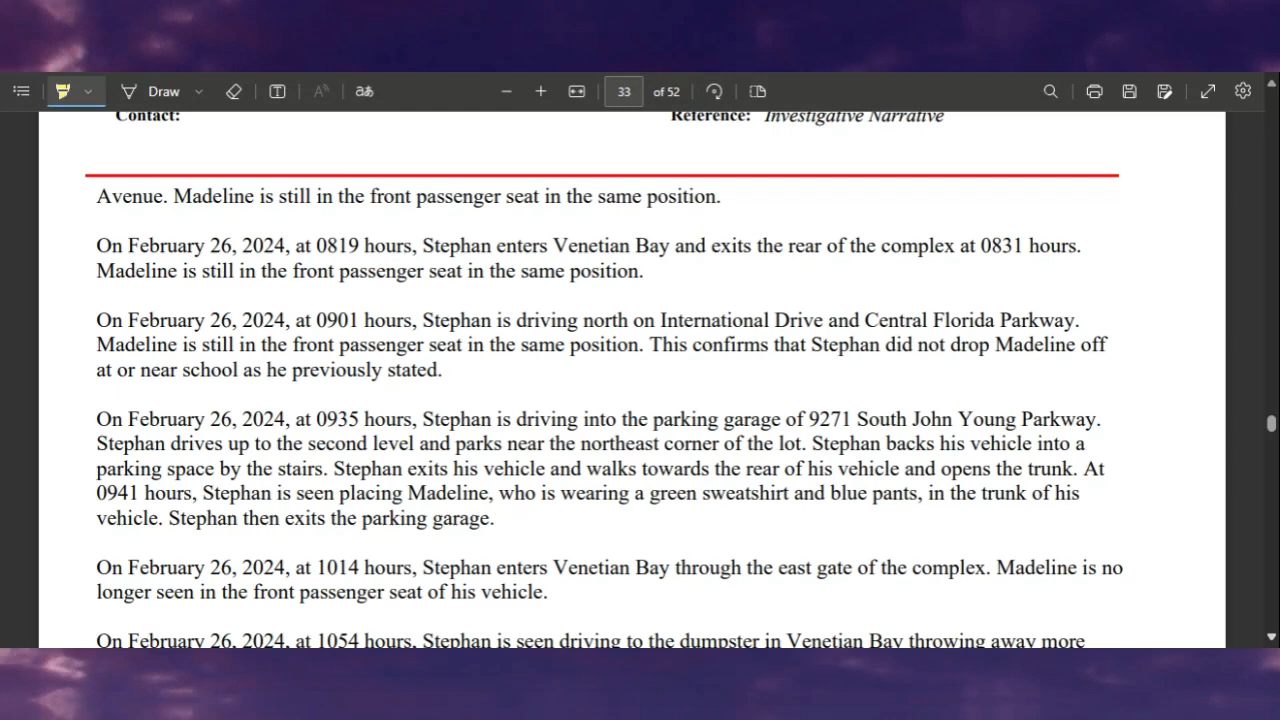 Draw
33 of 52
Contact: Reference: Investigative Narrative
Avenue. Madeline is still in the front passenger seat in the same position.
On February 26, 2024, at 0819 hours, Stephan enters Venetian Bay and exits the rear of the complex at 0831 hours.
Madeline is still in the front passenger seat in the same position.
On February 26, 2024, at 0901 hours, Stephan is driving north on International Drive and Central Florida Parkway.
Madeline is still in the front passenger seat in the same position. This confirms that Stephan did not drop Madeline off
at or near school as he previously stated.
On February 26, 2024, at 0935 hours, Stephan is driving into the parking garage of 9271 South John Young Parkway.
Stephan drives up to the second level and parks near the northeast corner of the lot. Stephan backs his vehicle into a
parking space by the stairs. Stephan exits his vehicle and walks towards the rear of his vehicle and opens the trunk. At
0941 hours, Stephan is seen placing Madeline, who is wearing a green sweatshirt and blue pants, in the trunk of his
vehicle. Stephan then exits the parking garage.
On February 26, 2024, at 1014 hours, Stephan enters Venetian Bay through the east gate of the complex. Madeline is no
longer seen in the front passenger seat of his vehicle.
On February 26, 2024, at 1054 hours, Stephan is seen driving to the dumpster in Venetian Bay throwing away more